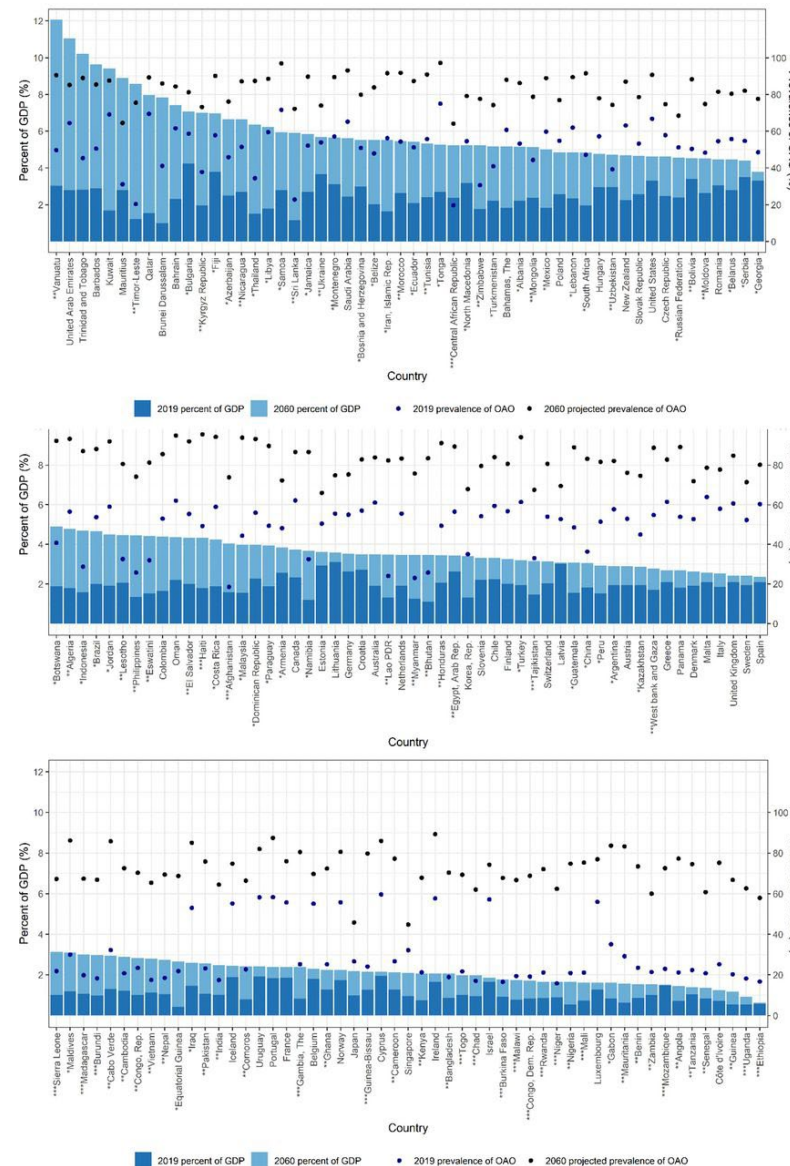 12
10
8
6
4
2
100
80
60
40
20
0
Percent of GDP (%)
**Vanuatu
United Arab Emirates
Trinidad and Tobago
Barbados
Kuwait
Mauritius
**Timor-Leste
Qatar
Brunei Darussalam
Bahrain
*Bulgaria
**Kyrgyz Republic
*Fiji
*Azerbaijan
**Nicaragua
*Thailand
*Libya
*Samoa
**Sri Lanka
*Jamaica
**Ukraine
*Montenegro
Saudi Arabia
*Bosnia and Herzegovina
*Belize
*Iran, Islamic Rep.
**Morocco
*Ecuador
**Tunisia
*Tonga
***Central African Republic
*North Macedonia
**Zimbabwe
*Turkmenistan
Bahamas, The
*Albania
**Mongolia
*Mexico
Poland
*Lebanon
*South Africa
Hungary
**Uzbekistan
New Zealand
Slovak Republic
United States
Czech Republic
*Russian Federation
**Bolivia
**Moldova
Romania
*Belarus
*Serbia
*Georgia
Country
2019 percent of GDP 2060 percent of GDP 2019 prevalence of OAO 2060 projected prevalence of OAO
8
6
4
2
80
60
40
20
0
Percent of GDP (%)
*Botswana
**Algeria
*Indonesia
*Brazil
*Jordan
**Lesotho
**Philippines
**Eswatini
Colombia
Oman
**El Salvador
***Haiti
*Costa Rica
***Afghanistan
*Malaysia
*Dominican Republic
*Paraguay
*Armenia
Canada
*Namibia
Estonia
Lithuania
Germany
Croatia
Australia
**Lao PDR
Netherlands
**Myanmar
**Bhutan
**Honduras
**Egypt, Arab Rep.
Korea, Rep.
Slovenia
Chile
Finland
*Turkey
***Tajikistan
Switzerland
Latvia
*Guatemala
*China
*Peru
*Argentina
Austria
*Kazakhstan
**West bank and Gaza
Greece
Panama
Denmark
Malta
Italy
United Kingdom
Sweden
Spain
Country
12
10
8
6
4
2
100
80
60
40
20
0
Percent of GDP (%)
***Sierra Leone
*Maldives
***Madagascar
***Burundi
**Cabo Verde
**Cambodia
**Congo, Rep.
**Vietnam
**Nepal
*Equatorial Guinea
*Iraq
**Pakistan
**India
Iceland
**Comoros
Uruguay
Portugal
France
***Gambia, The
Belgium
**Ghana
Norway
Japan
***Guinea-Bissau
Cyprus
**Cameroon
Singapore
**Kenya
Ireland
**Bangladesh
***Togo
***Chad
Israel
***Burkina Faso
***Malawi
***Congo, Dem. Rep.
***Rwanda
***Niger
**Nigeria
***Mali
Luxembourg
*Gabon
**Mauritania
**Benin
**Zambia
***Mozambique
**Angola
**Tanzania
**Senegal
Côte d'Ivoire
**Guinea
***Uganda
***Ethiopia
Country
2019 percent of GDP 2060 percent of GDP 2019 prevalence of OAO 2060 projected prevalence of OAO